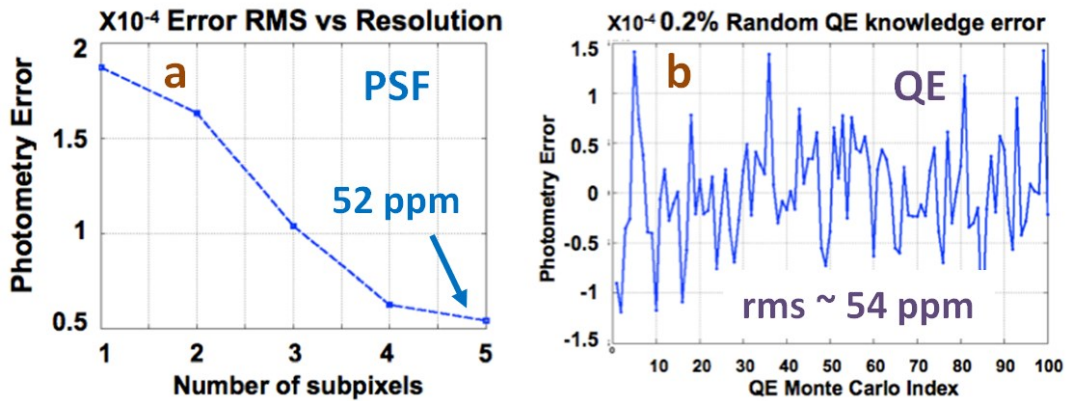 X10-4 Error RMS vs Resolution
2
1.5
1
0.5
1 2 3 4 5
Photometry Error
Number of subpixels
a
PSF
52 ppm
X10-4 0.2% Random QE knowledge error
1.5
1
0.5
0
-0.5
-1
-1.5
0 10 20 30 40 50 60 70 80 90 100
Photometry Error
QE Monte Carlo Index
b
QE
rms ~ 54 ppm